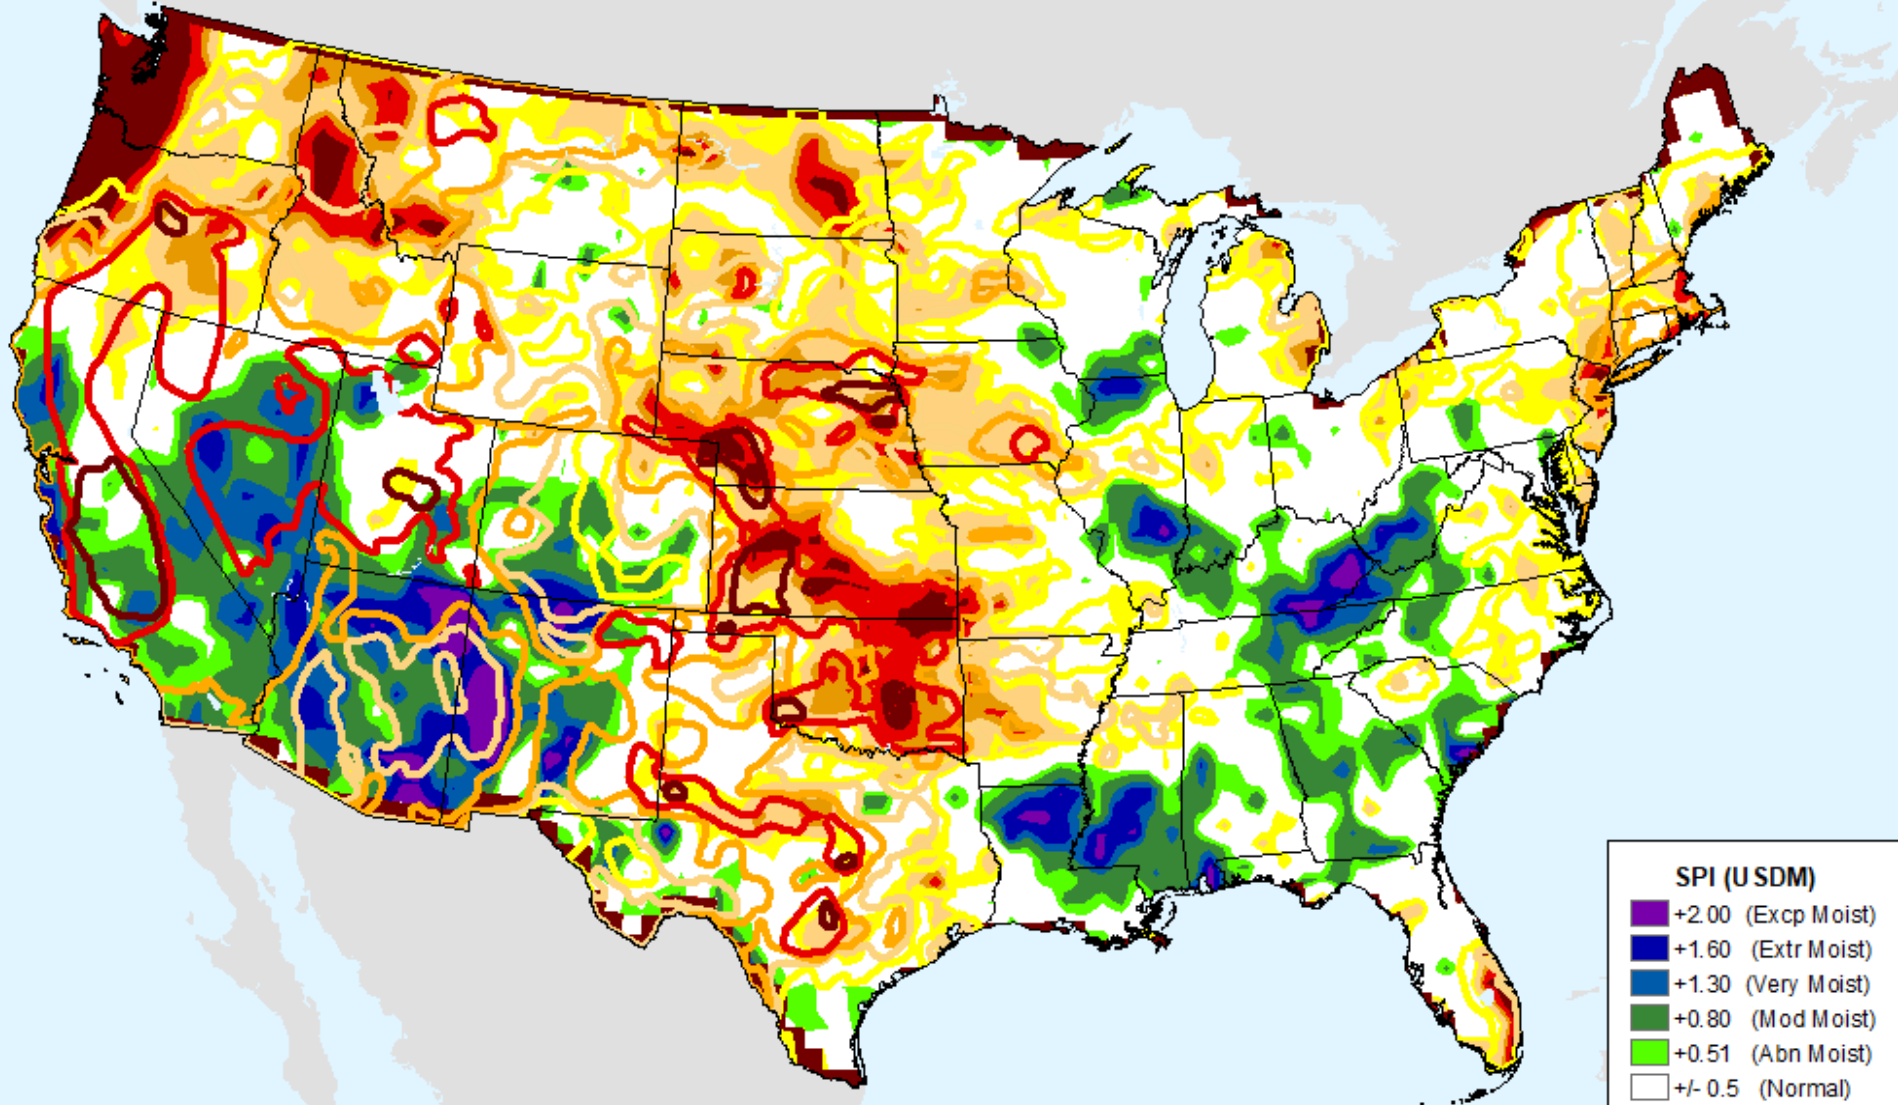 SPI (USDM)
+2.00 (Excp Moist)
+1.60 (Extr Moist)
+1.30 (Very Moist)
+0.80 (Mod Moist)
+0.51 (Abn Moist)
+/- 0.5 (Normal)